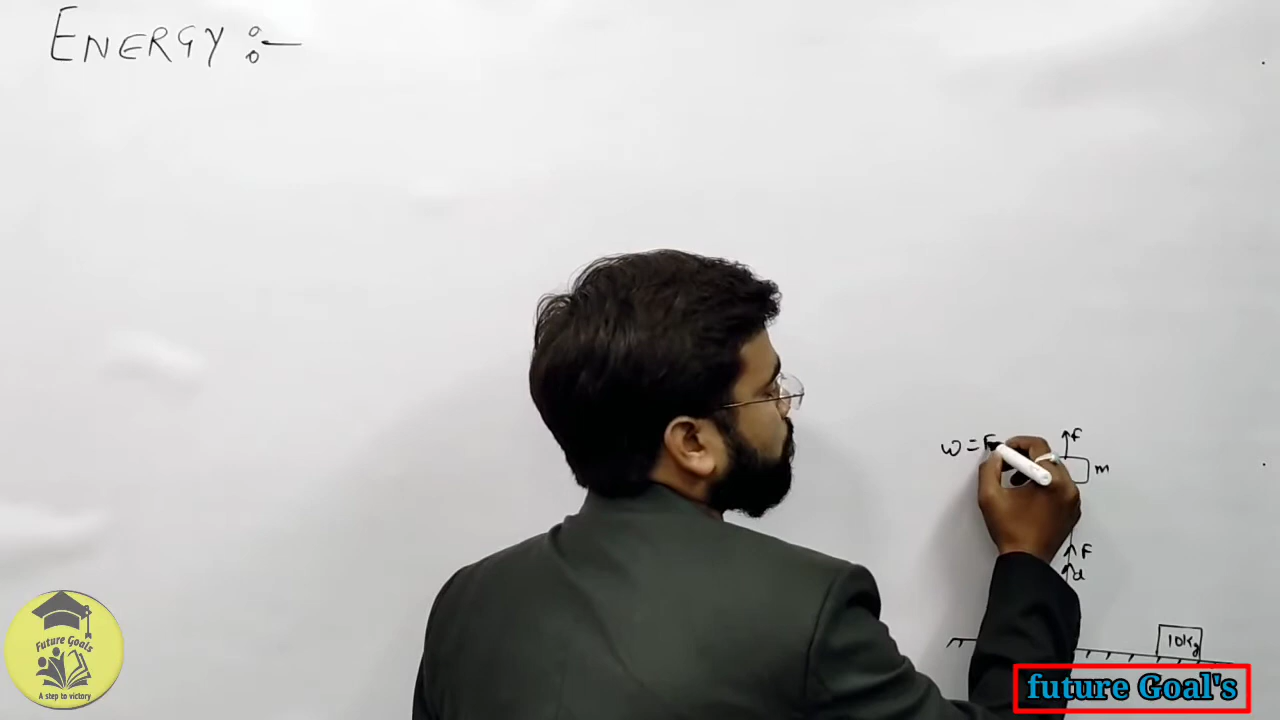 ENERGY :-
F
W = F
m
F
d
10kg
future Goal's
Future Goals
A step to victory